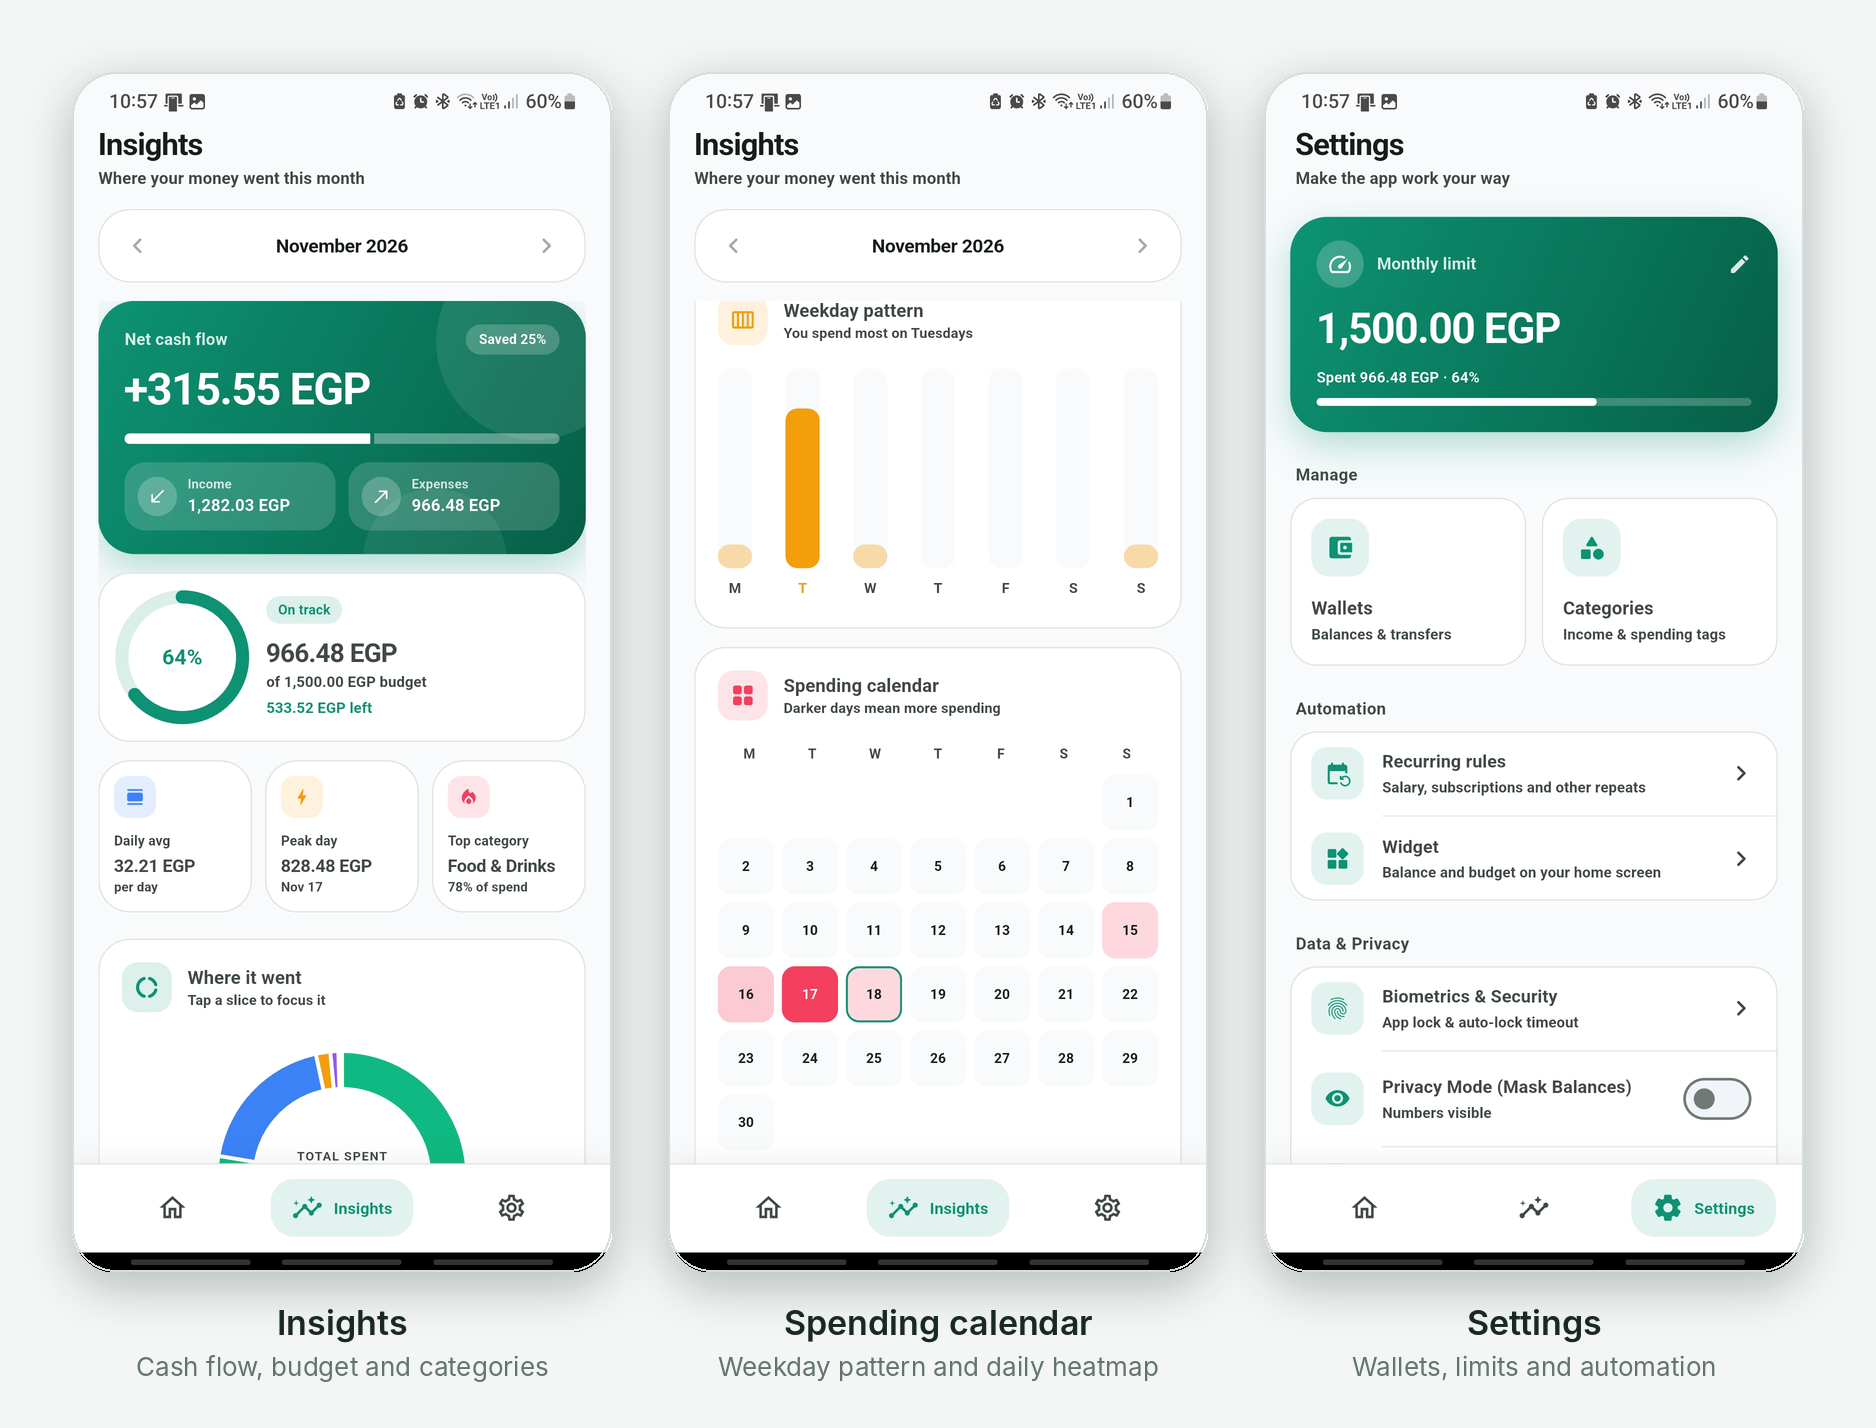 10:57
Vo))
LTE1
60%
Insights
Where your money went this month
November 2026
Net cash flow
Saved 25%
+315.55 EGP
Income
1,282.03 EGP
Expenses
966.48 EGP
64%
On track
966.48 EGP
of 1,500.00 EGP budget
533.52 EGP left
Daily avg
32.21 EGP
per day
Peak day
828.48 EGP
Nov 17
Top category
Food & Drinks
78% of spend
Where it went
Tap a slice to focus it
TOTAL SPENT
Insights
Insights
Cash flow, budget and categories
10:57
Vo))
LTE1
60%
Insights
Where your money went this month
November 2026
Weekday pattern
You spend most on Tuesdays
M T W T F S S
Spending calendar
Darker days mean more spending
M T W T F S S
1
2 3 4 5 6 7 8
9 10 11 12 13 14 15
16 17 18 19 20 21 22
23 24 25 26 27 28 29
30
Insights
Spending calendar
Weekday pattern and daily heatmap
10:57
Vo))
LTE1
60%
Settings
Make the app work your way
Monthly limit
1,500.00 EGP
Spent 966.48 EGP · 64%
Manage
Wallets
Balances & transfers
Categories
Income & spending tags
Automation
Recurring rules
Salary, subscriptions and other repeats
Widget
Balance and budget on your home screen
Data & Privacy
Biometrics & Security
App lock & auto-lock timeout
Privacy Mode (Mask Balances)
Numbers visible
Settings
Settings
Wallets, limits and automation